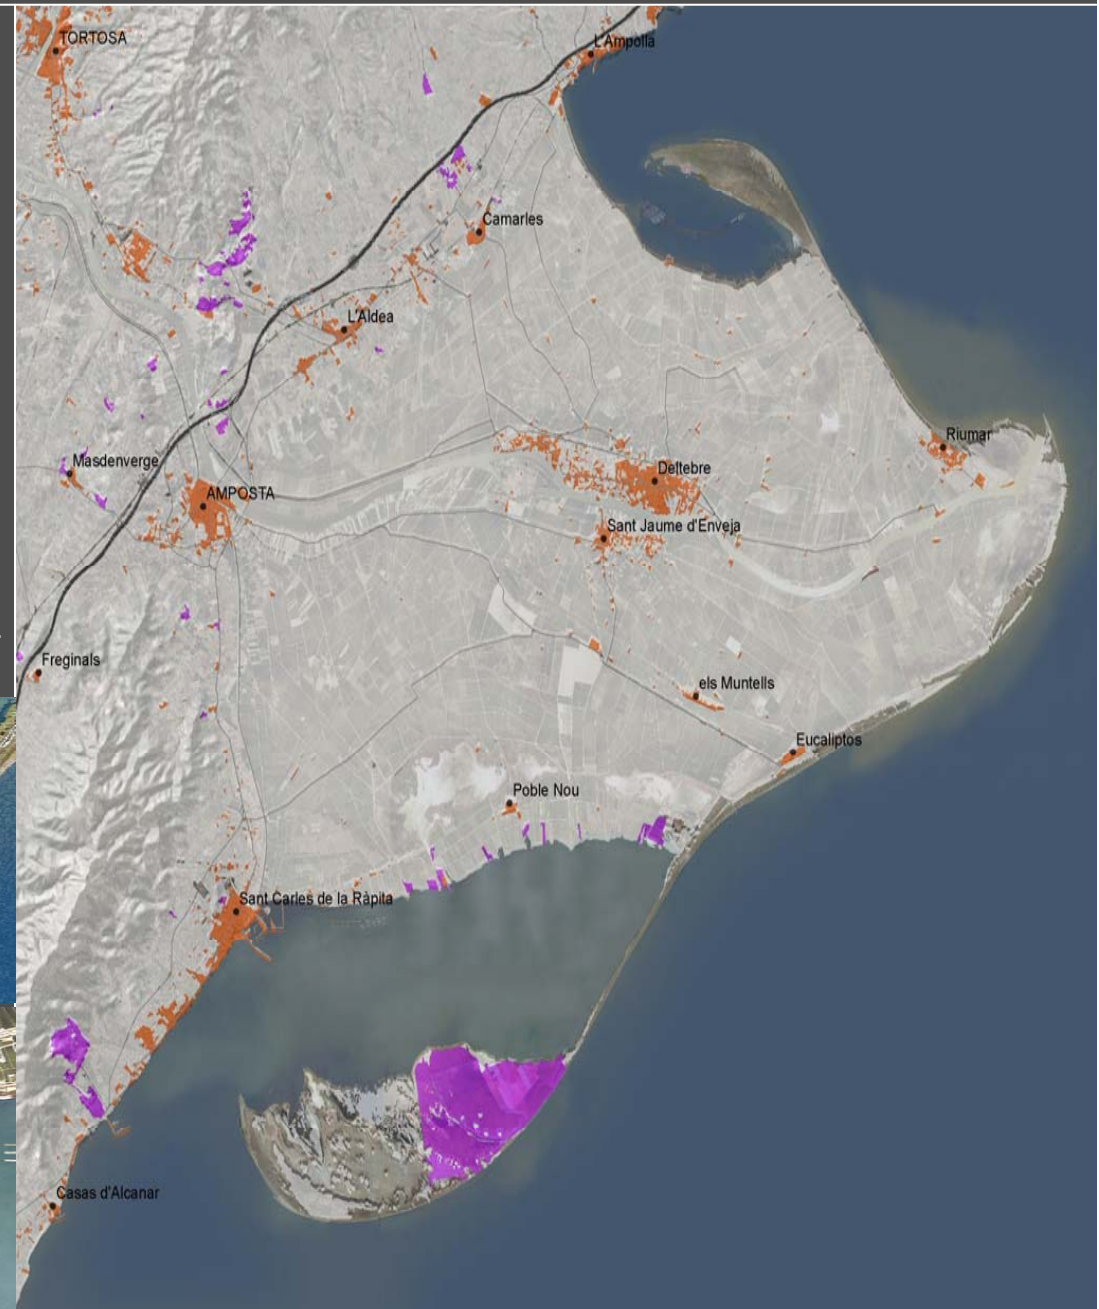 TORTOSA
L'Ampolla
Camarles
L'Aldea
Riumar
Masdenverge
Deltebre
AMPOSTA
Sant Jaume d'Enveja
Freginals
els Muntells
Eucaliptos
Poble Nou
Sant Carles de la Ràpita
Casas d'Alcanar